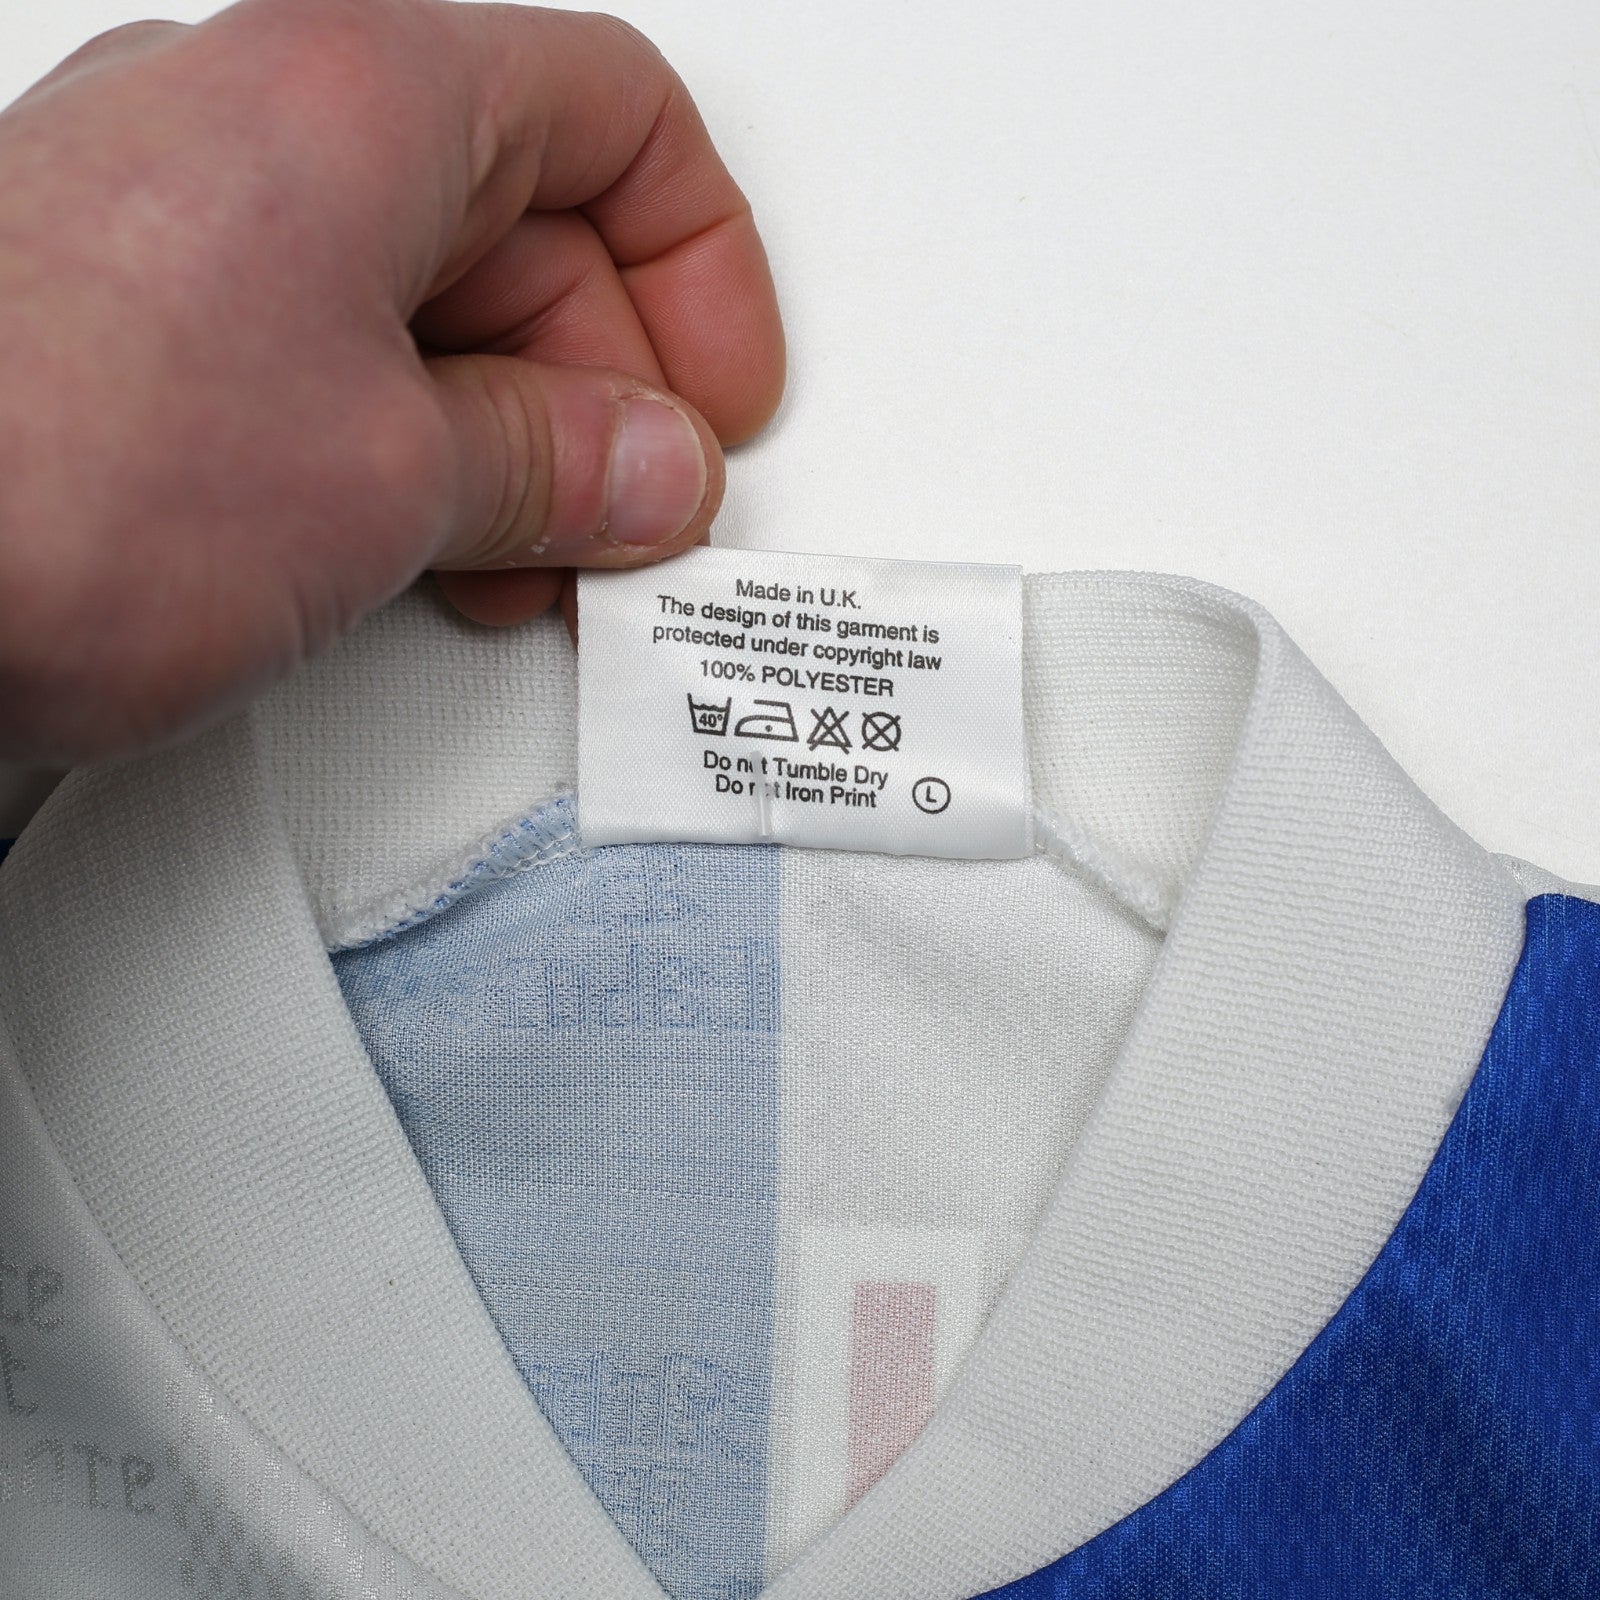 Made in U.K.
The design of this garment is
protected under copyright law
100% POLYESTER
40°
Do not Tumble Dry
Do not Iron Print
L